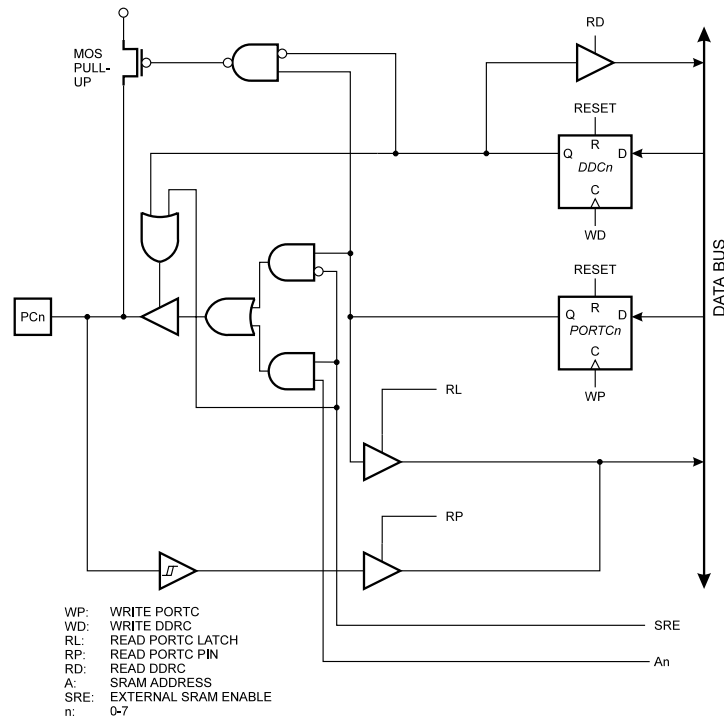 RD
MOS
PULL-
UP
RESET
R
Q
D
DDCn
C
WD
RESET
R
Q
D
PORTCn
C
WP
PCn
DATA BUS
RL
RP
SRE
An
WP: WRITE PORTC
WD: WRITE DDRC
RL: READ PORTC LATCH
RP: READ PORTC PIN
RD: READ DDRC
A: SRAM ADDRESS
SRE: EXTERNAL SRAM ENABLE
n: 0-7